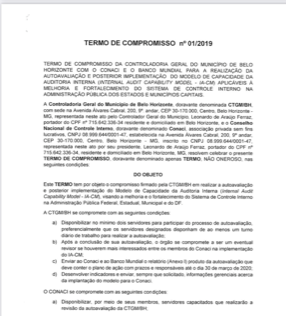 TERMO DE COMPROMISSO nº 01/2019
TERMO DE COMPROMISSO DA CONTROLADORIA GERAL DO MUNICÍPIO DE BELO
HORIZONTE COM O CONACI E O BANCO MUNDIAL PARA A REALIZAÇÃO DA
AUTOAVALIAÇÃO E POSTERIOR IMPLEMENTAÇÃO DO MODELO DE CAPACIDADE DA
AUDITORIA INTERNA (INTERNAL AUDIT CAPABILITY MODEL - IA-CM) APLICÁVEIS À
MELHORIA E FORTALECIMENTO DO SISTEMA DE CONTROLE INTERNO NA
ADMINISTRAÇÃO PÚBLICA DOS ESTADOS E MUNICÍPIOS CAPITAIS.
A Controladoria Geral do Município de Belo Horizonte, doravante denominada CTGM/BH,
com sede na Avenida Álvares Cabral, 200, 9º andar, CEP 30-170.000, Centro, Belo Horizonte -
MG, representada neste ato pelo Controlador Geral do Município, Leonardo de Araújo Ferraz,
portador do CPF nº residente e domiciliado em Belo Horizonte, e o Conselho
Nacional de Controle Interno, doravante denominado Conaci, associação privada sem fins
lucrativos, CNPJ estabelecida na Avenida Álvares Cabral, 200, 9º andar,
CEP 30-170.000, Centro, Belo Horizonte - MG, inscrito no CNPJ
representada neste ato por seu presidente, Leonardo de Araújo Ferraz, portador do CPF nº
residente e domiciliado em Belo Horizonte, resolvem celebrar o presente
TERMO DE COMPROMISSO, doravante denominado apenas TERMO, NÃO ONEROSO, nas
seguintes condições:
DO OBJETO
Este TERMO tem por objeto o compromisso firmado pela CTGM/BH em realizar a autoavaliação
e posterior implementação do Modelo de Capacidade da Auditoria Interna (Internal Audit
Capability Model - IA-CM), visando a melhoria e o fortalecimento do Sistema de Controle Interno
na Administração Pública Federal, Estadual, Municipal e do DF.
A CTGM/BH se compromete com as seguintes condições:
a) Disponibilizar no mínimo dois servidores para participar do processo de autoavaliação,
preferencialmente que os servidores designados disponham de ao menos um turno
diário de trabalho para realizar a autoavaliação.
b) Após a conclusão de sua autoavaliação, o órgão se compromete a ser um eventual
revisor se houverem mais interessados entre os membros do Conaci na implementação
do IA-CM;
c) Enviar ao Conaci e ao Banco Mundial o relatório (Anexo I) produto da autoavaliação que
deve conter o plano de ação com prazos e responsáveis até o dia 30 de março de 2020;
d) Desenvolver indicadores e enviar, sempre que solicitado, informações gerenciais acerca
da implantação do modelo para o Conaci.
O CONACI se compromete com as seguintes condições:
a) Disponibilizar, por meio de seus membros, servidores capacitados que realizarão a
revisão da autoavaliação da CTGM/BH;